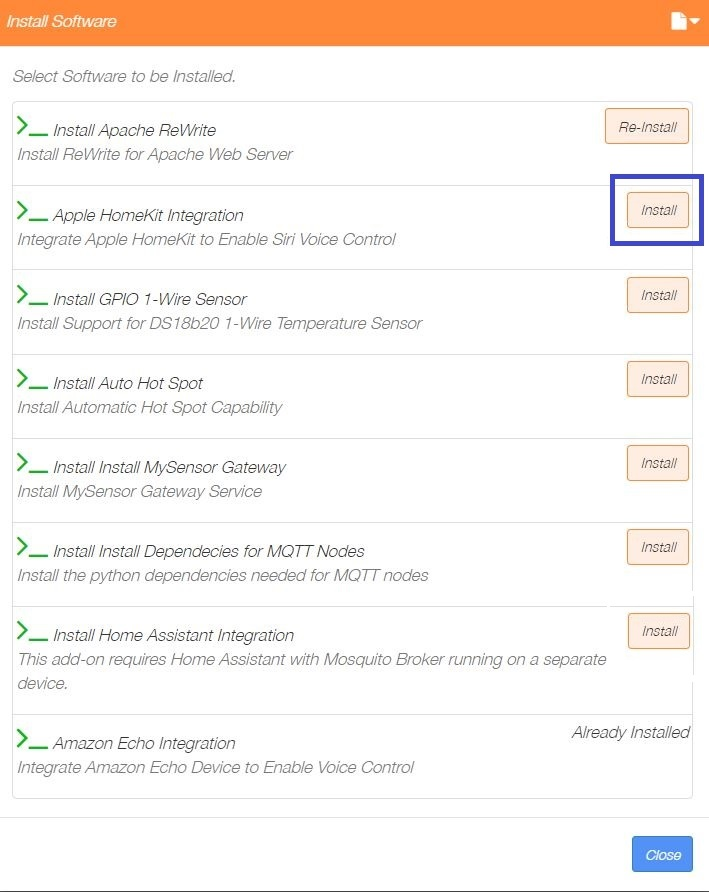 Install Software
Select Software to be Installed.
Install Apache ReWrite
Re-Install
Install ReWrite for Apache Web Server
Apple HomeKit Integration
Install
Integrate Apple HomeKit to Enable Siri Voice Control
Install GPIO 1-Wire Sensor
Install
Install Support for DS18b20 1-Wire Temperature Sensor
Install Auto Hot Spot
Install
Install Automatic Hot Spot Capability
Install Install MySensor Gateway
Install
Install MySensor Gateway Service
Install Install Dependecies for MQTT Nodes
Install
Install the python dependencies needed for MQTT nodes
Install Home Assistant Integration
Install
This add-on requires Home Assistant with Mosquito Broker running on a separate
device.
Amazon Echo Integration
Already Installed
Integrate Amazon Echo Device to Enable Voice Control
Close